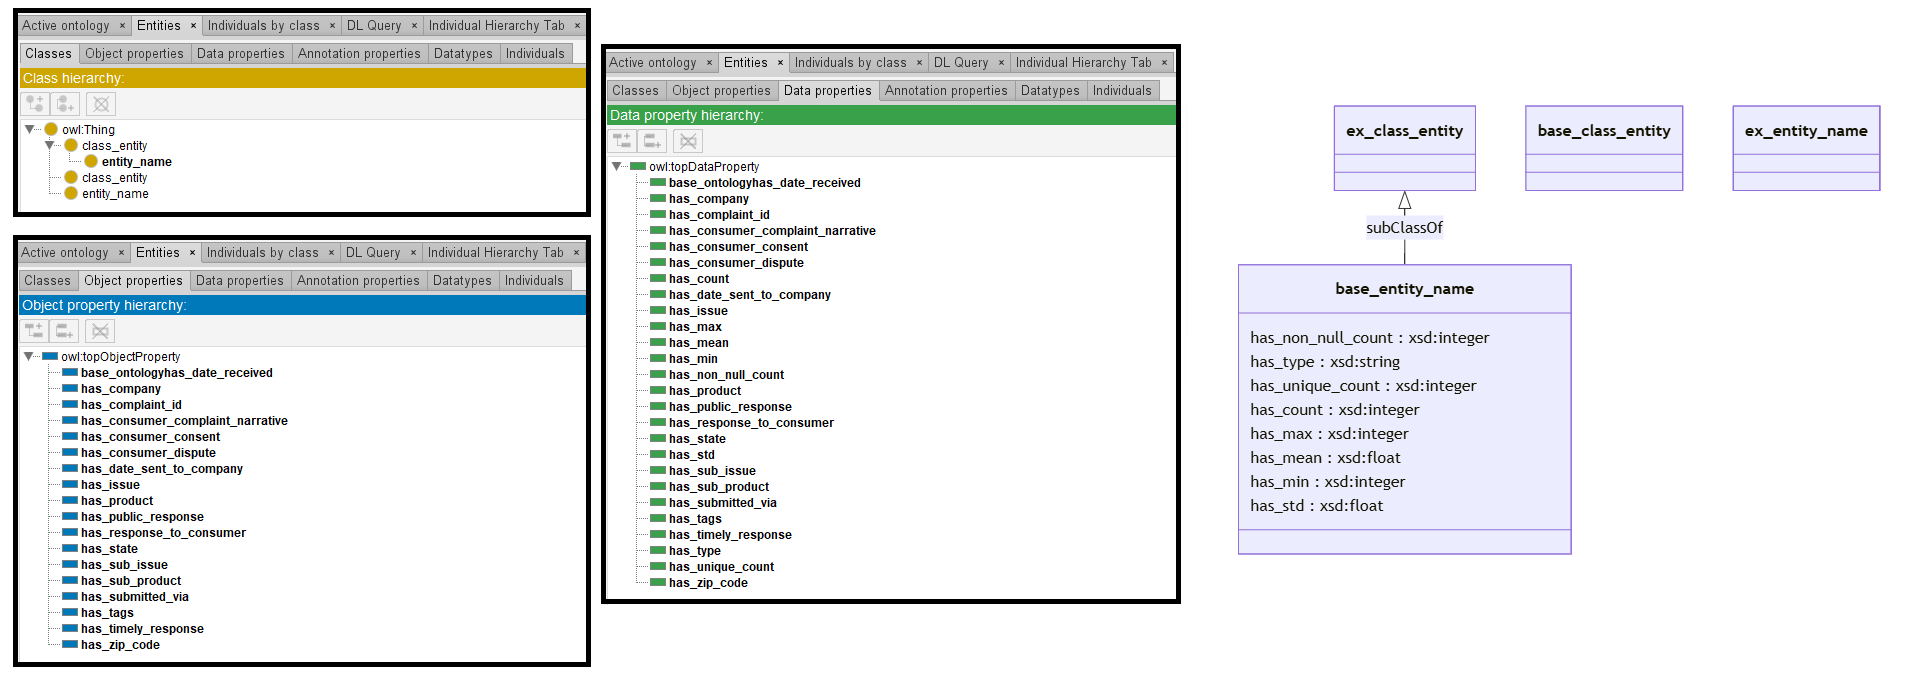 Active ontology × Entities × Individuals by class × DL Query × Individual Hierarchy Tab ×
Classes Object properties Data properties Annotation properties Datatypes Individuals
Class hierarchy:
owl:Thing
class_entity
entity_name
class_entity
entity_name
Active ontology × Entities × Individuals by class × DL Query × Individual Hierarchy Tab ×
Classes Object properties Data properties Annotation properties Datatypes Individuals
Object property hierarchy:
owl:topObjectProperty
base_ontologyhas_date_received
has_company
has_complaint_id
has_consumer_complaint_narrative
has_consumer_consent
has_consumer_dispute
has_date_sent_to_company
has_issue
has_product
has_public_response
has_response_to_consumer
has_state
has_sub_issue
has_sub_product
has_submitted_via
has_tags
has_timely_response
has_zip_code
Active ontology × Entities × Individuals by class × DL Query × Individual Hierarchy Tab ×
Classes Object properties Data properties Annotation properties Datatypes Individuals
Data property hierarchy:
owl:topDataProperty
base_ontologyhas_date_received
has_company
has_complaint_id
has_consumer_complaint_narrative
has_consumer_consent
has_consumer_dispute
has_count
has_date_sent_to_company
has_issue
has_max
has_mean
has_min
has_non_null_count
has_product
has_public_response
has_response_to_consumer
has_state
has_std
has_sub_issue
has_sub_product
has_submitted_via
has_tags
has_timely_response
has_type
has_unique_count
has_zip_code
ex_class_entity
base_class_entity
ex_entity_name
subClassOf
base_entity_name
has_non_null_count : xsd:integer
has_type : xsd:string
has_unique_count : xsd:integer
has_count : xsd:integer
has_max : xsd:integer
has_mean : xsd:float
has_min : xsd:integer
has_std : xsd:float